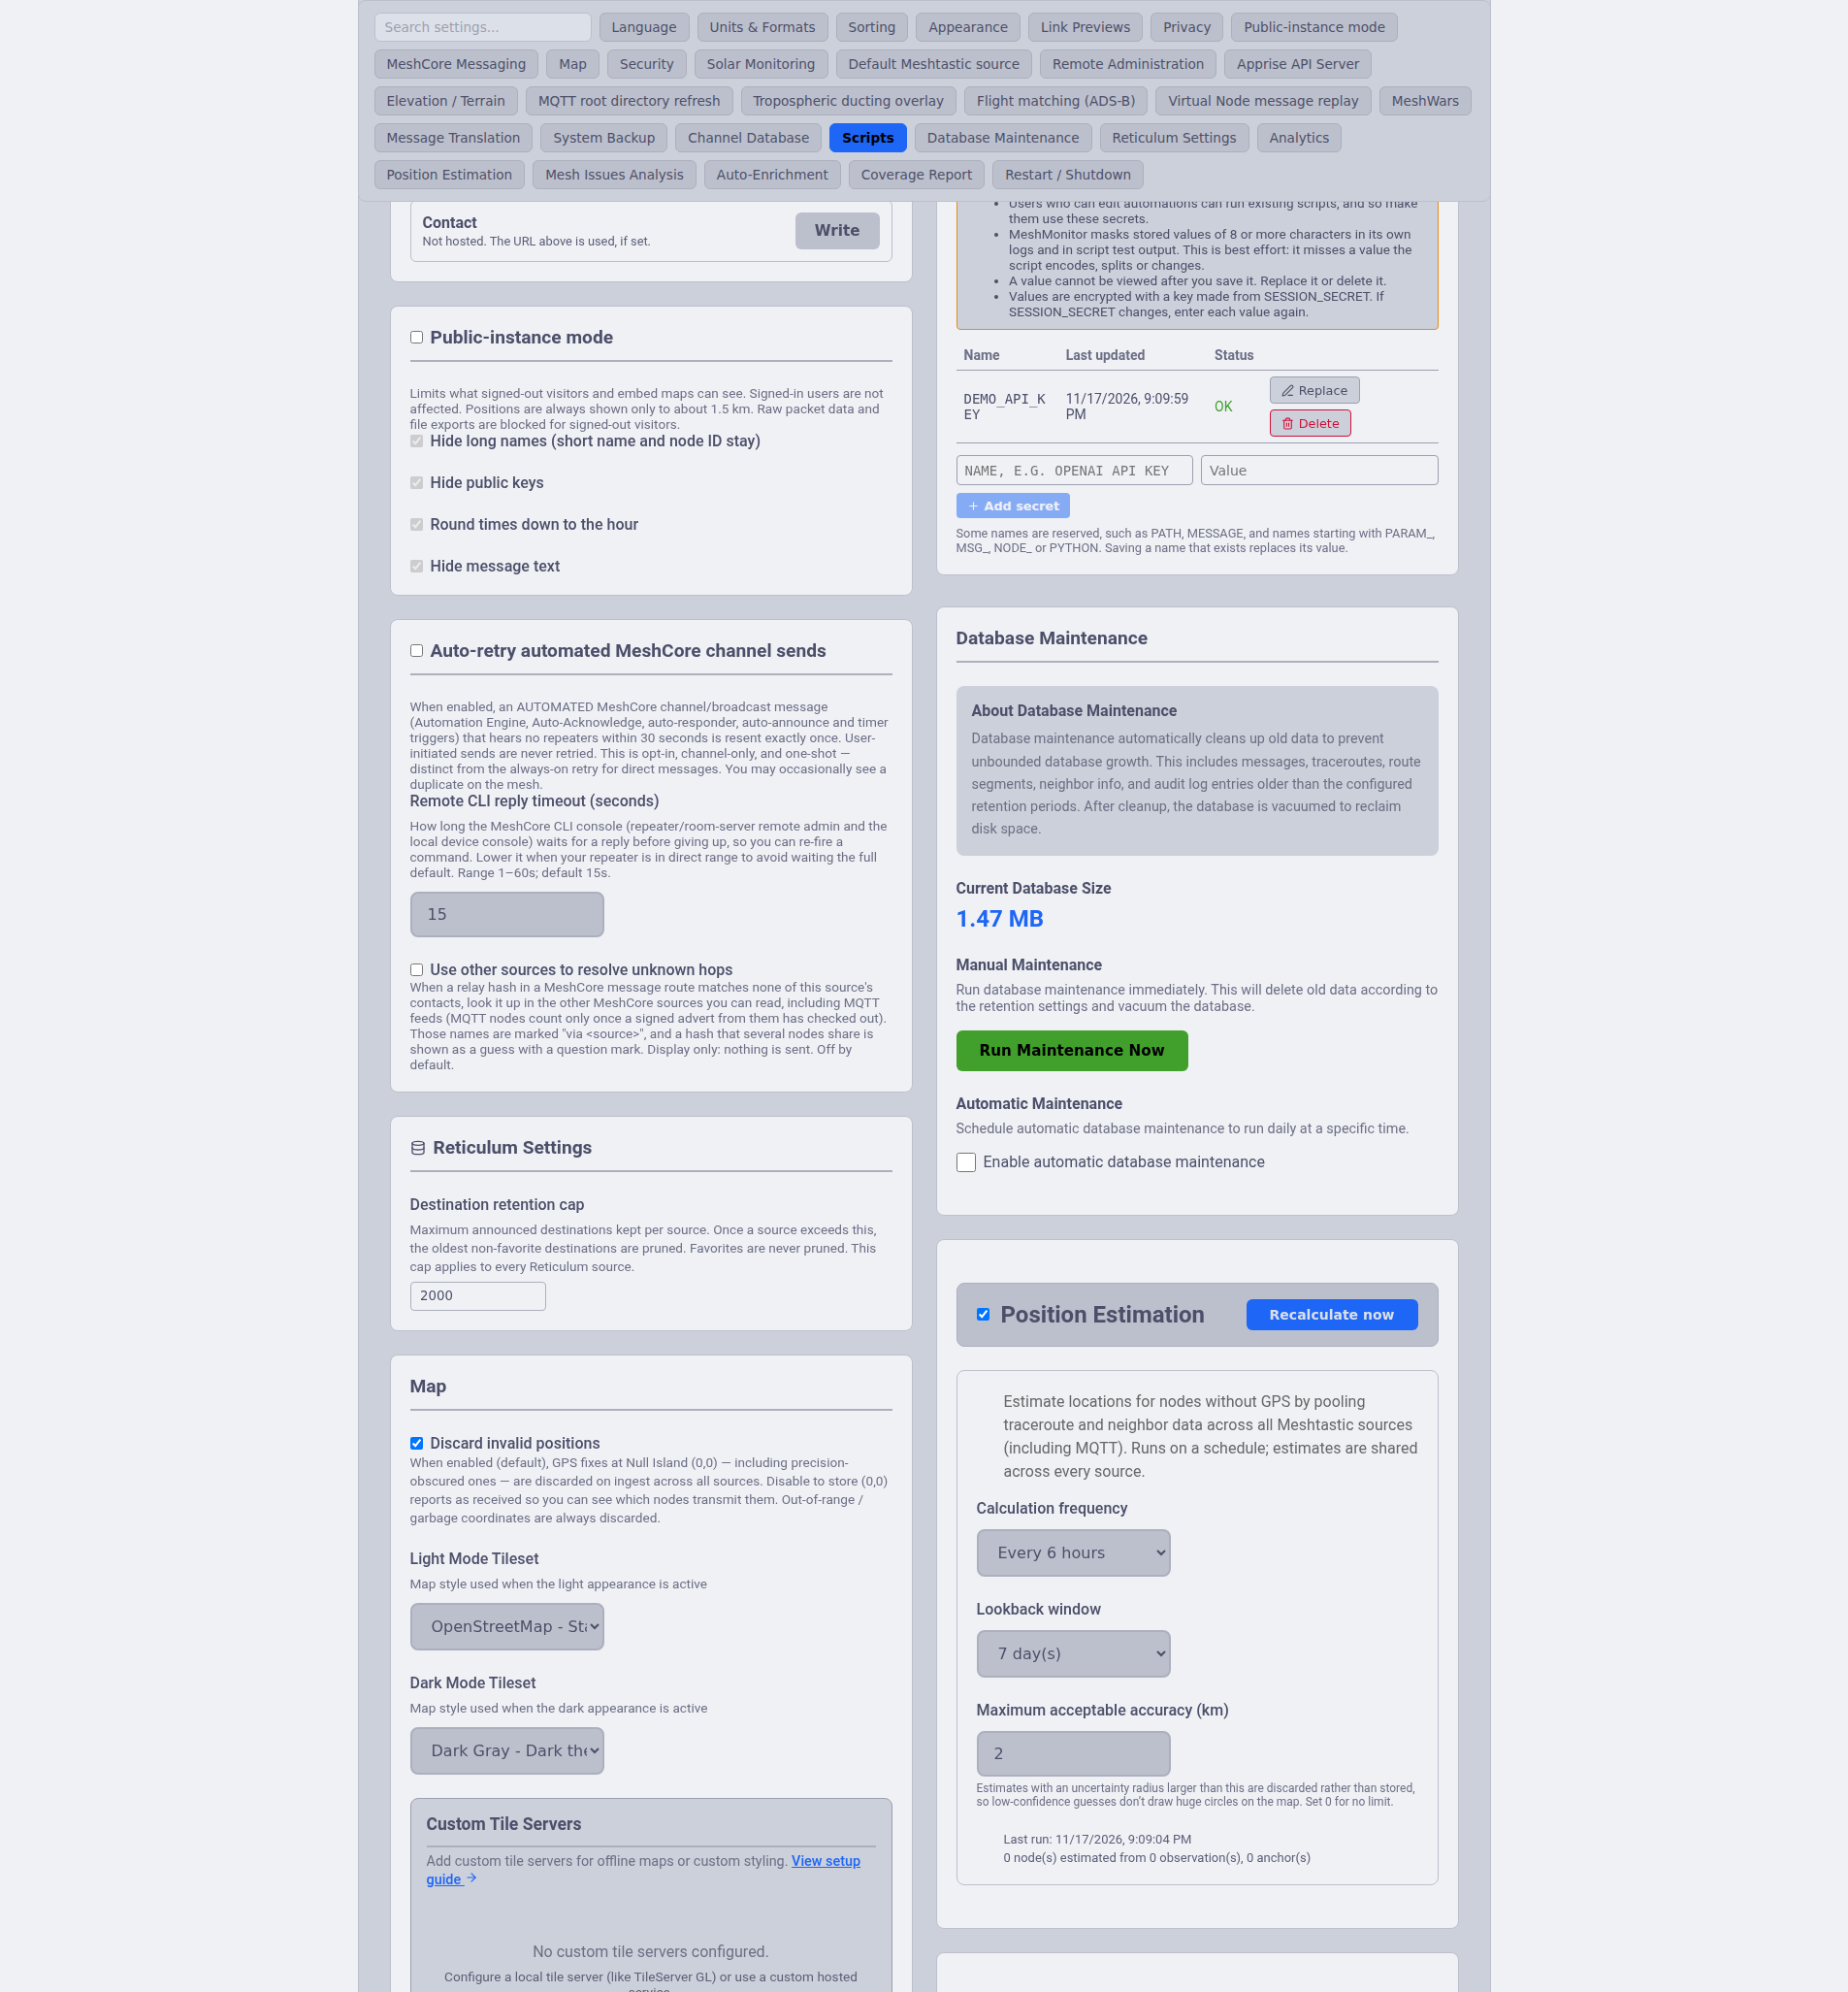 Search settings...
Language
Units & Formats
Sorting
Appearance
Link Previews
Privacy
Public-instance mode
MeshCore Messaging
Map
Security
Solar Monitoring
Default Meshtastic source
Remote Administration
Apprise API Server
Elevation / Terrain
MQTT root directory refresh
Tropospheric ducting overlay
Flight matching (ADS-B)
Virtual Node message replay
MeshWars
Message Translation
System Backup
Channel Database
Scripts
Database Maintenance
Reticulum Settings
Analytics
Position Estimation
Mesh Issues Analysis
Auto-Enrichment
Coverage Report
Restart / Shutdown
Contact
Not hosted. The URL above is used, if set.
Write
Public-instance mode
Limits what signed-out visitors and embed maps can see. Signed-in users are not
affected. Positions are always shown only to about 1.5 km. Raw packet data and
file exports are blocked for signed-out visitors.
Hide long names (short name and node ID stay)
Hide public keys
Round times down to the hour
Hide message text
Auto-retry automated MeshCore channel sends
When enabled, an AUTOMATED MeshCore channel/broadcast message
(Automation Engine, Auto-Acknowledge, auto-responder, auto-announce and timer
triggers) that hears no repeaters within 30 seconds is resent exactly once. User-
initiated sends are never retried. This is opt-in, channel-only, and one-shot —
distinct from the always-on retry for direct messages. You may occasionally see a
duplicate on the mesh.
Remote CLI reply timeout (seconds)
How long the MeshCore CLI console (repeater/room-server remote admin and the
local device console) waits for a reply before giving up, so you can re-fire a
command. Lower it when your repeater is in direct range to avoid waiting the full
default. Range 1–60s; default 15s.
15
Use other sources to resolve unknown hops
When a relay hash in a MeshCore message route matches none of this source's
contacts, look it up in the other MeshCore sources you can read, including MQTT
feeds (MQTT nodes count only once a signed advert from them has checked out).
Those names are marked "via <source>", and a hash that several nodes share is
shown as a guess with a question mark. Display only: nothing is sent. Off by
default.
Reticulum Settings
Destination retention cap
Maximum announced destinations kept per source. Once a source exceeds this,
the oldest non-favorite destinations are pruned. Favorites are never pruned. This
cap applies to every Reticulum source.
2000
Map
Discard invalid positions
When enabled (default), GPS fixes at Null Island (0,0) — including precision-
obscured ones — are discarded on ingest across all sources. Disable to store (0,0)
reports as received so you can see which nodes transmit them. Out-of-range /
garbage coordinates are always discarded.
Light Mode Tileset
Map style used when the light appearance is active
OpenStreetMap - Sta
Dark Mode Tileset
Map style used when the dark appearance is active
Dark Gray - Dark the
Custom Tile Servers
Add custom tile servers for offline maps or custom styling. View setup
guide →
No custom tile servers configured.
Configure a local tile server (like TileServer GL) or use a custom hosted
Users who can edit automations can run existing scripts, and so make
them use these secrets.
MeshMonitor masks stored values of 8 or more characters in its own
logs and in script test output. This is best effort: it misses a value the
script encodes, splits or changes.
A value cannot be viewed after you save it. Replace it or delete it.
Values are encrypted with a key made from SESSION_SECRET. If
SESSION_SECRET changes, enter each value again.
Name
Last updated
Status
DEMO_API_K
EY
11/17/2026, 9:09:59
PM
OK
Replace
Delete
NAME, E.G. OPENAI API KEY
Value
+ Add secret
Some names are reserved, such as PATH, MESSAGE, and names starting with PARAM_,
MSG_, NODE_ or PYTHON. Saving a name that exists replaces its value.
Database Maintenance
About Database Maintenance
Database maintenance automatically cleans up old data to prevent
unbounded database growth. This includes messages, traceroutes, route
segments, neighbor info, and audit log entries older than the configured
retention periods. After cleanup, the database is vacuumed to reclaim
disk space.
Current Database Size
1.47 MB
Manual Maintenance
Run database maintenance immediately. This will delete old data according to
the retention settings and vacuum the database.
Run Maintenance Now
Automatic Maintenance
Schedule automatic database maintenance to run daily at a specific time.
Enable automatic database maintenance
Position Estimation
Recalculate now
Estimate locations for nodes without GPS by pooling
traceroute and neighbor data across all Meshtastic sources
(including MQTT). Runs on a schedule; estimates are shared
across every source.
Calculation frequency
Every 6 hours
Lookback window
7 day(s)
Maximum acceptable accuracy (km)
2
Estimates with an uncertainty radius larger than this are discarded rather than stored,
so low-confidence guesses don't draw huge circles on the map. Set 0 for no limit.
Last run: 11/17/2026, 9:09:04 PM
0 node(s) estimated from 0 observation(s), 0 anchor(s)